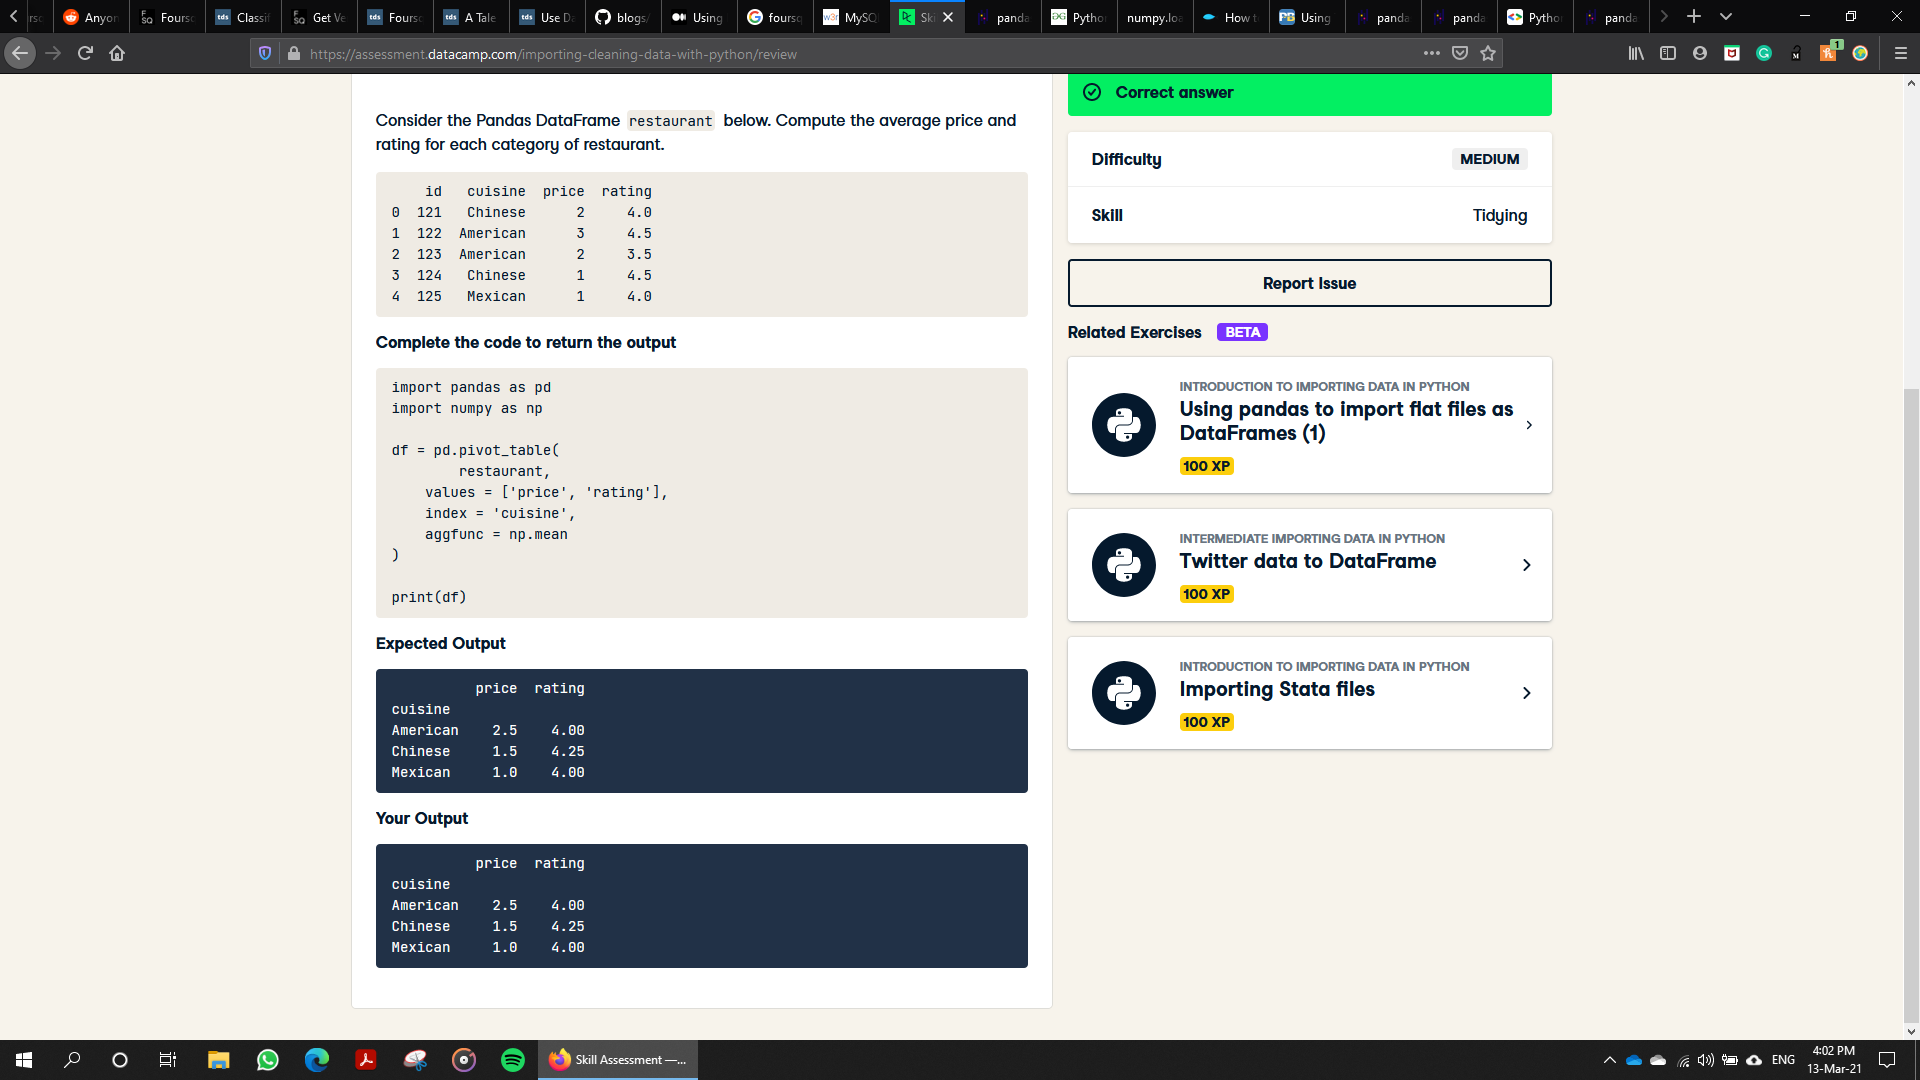 Anyon
Foursc
Classif
Get Ve
Foursc
A Tale
Use Da
blogs/
Using
foursq
MySQL
Ski
panda
Pytho
numpy.loa
How t
Using
panda
panda
Pytho
panda
https://assessment.datacamp.com/importing-cleaning-data-with-python/review
Correct answer
Consider the Pandas DataFrame restaurant below. Compute the average price and
rating for each category of restaurant.
id cuisine price rating
0 121 Chinese 2 4.0
1 122 American 3 4.5
2 123 American 2 3.5
3 124 Chinese 1 4.5
4 125 Mexican 1 4.0
Complete the code to return the output
import pandas as pd
import numpy as np
df = pd.pivot_table(
restaurant,
values = ['price', 'rating'],
index = 'cuisine',
aggfunc = np.mean
)
print(df)
Expected Output
price rating
cuisine
American 2.5 4.00
Chinese 1.5 4.25
Mexican 1.0 4.00
Your Output
price rating
cuisine
American 2.5 4.00
Chinese 1.5 4.25
Mexican 1.0 4.00
Difficulty MEDIUM
Skill Tidying
Report Issue
Related Exercises BETA
INTRODUCTION TO IMPORTING DATA IN PYTHON
Using pandas to import flat files as
DataFrames (1)
100 XP
INTERMEDIATE IMPORTING DATA IN PYTHON
Twitter data to DataFrame
100 XP
INTRODUCTION TO IMPORTING DATA IN PYTHON
Importing Stata files
100 XP
Skill Assessment —...
ENG
4:02 PM
13-Mar-21